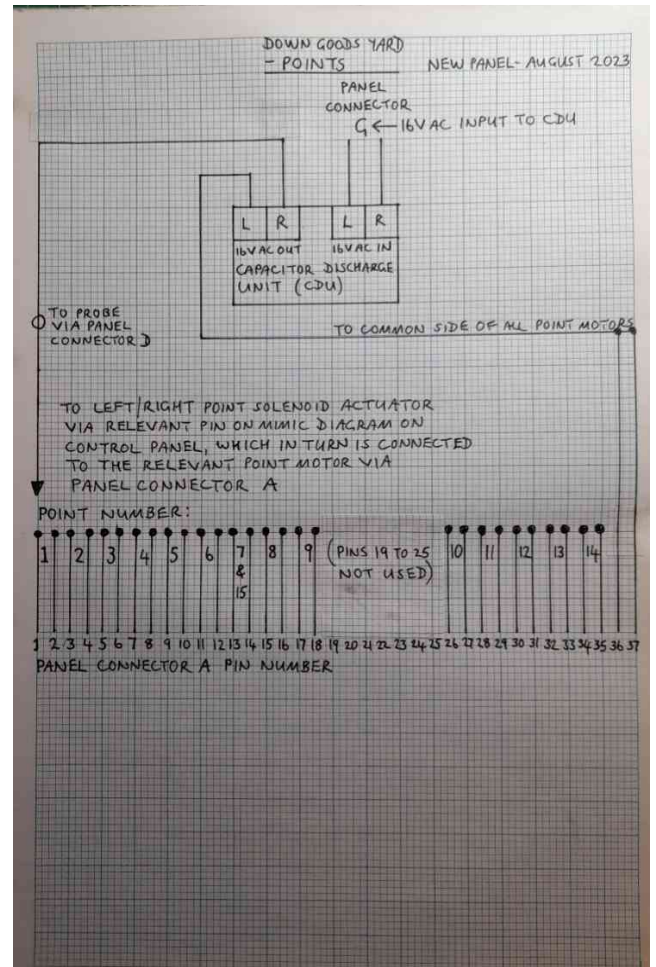 DOWN GOODS YARD
- POINTS
NEW PANEL - AUGUST 2023
PANEL
CONNECTOR
G ← 16V AC INPUT TO CDU
L R L R
16V AC OUT 16V AC IN
CAPACITOR DISCHARGE
UNIT (CDU)
TO PROBE
VIA PANEL
CONNECTOR D
TO COMMON SIDE OF ALL POINT MOTORS
TO LEFT/RIGHT POINT SOLENOID ACTUATOR
VIA RELEVANT PIN ON MIMIC DIAGRAM ON
CONTROL PANEL, WHICH IN TURN IS CONNECTED
TO THE RELEVANT POINT MOTOR VIA
PANEL CONNECTOR A
POINT NUMBER:
1 2 3 4 5 6 7 8 9 (PINS 19 TO 25 10 11 12 13 14
& NOT USED)
15
1 2 3 4 5 6 7 8 9 10 11 12 13 14 15 16 17 18 19 20 21 22 23 24 25 26 27 28 29 30 31 32 33 34 35 36 37
PANEL CONNECTOR A PIN NUMBER